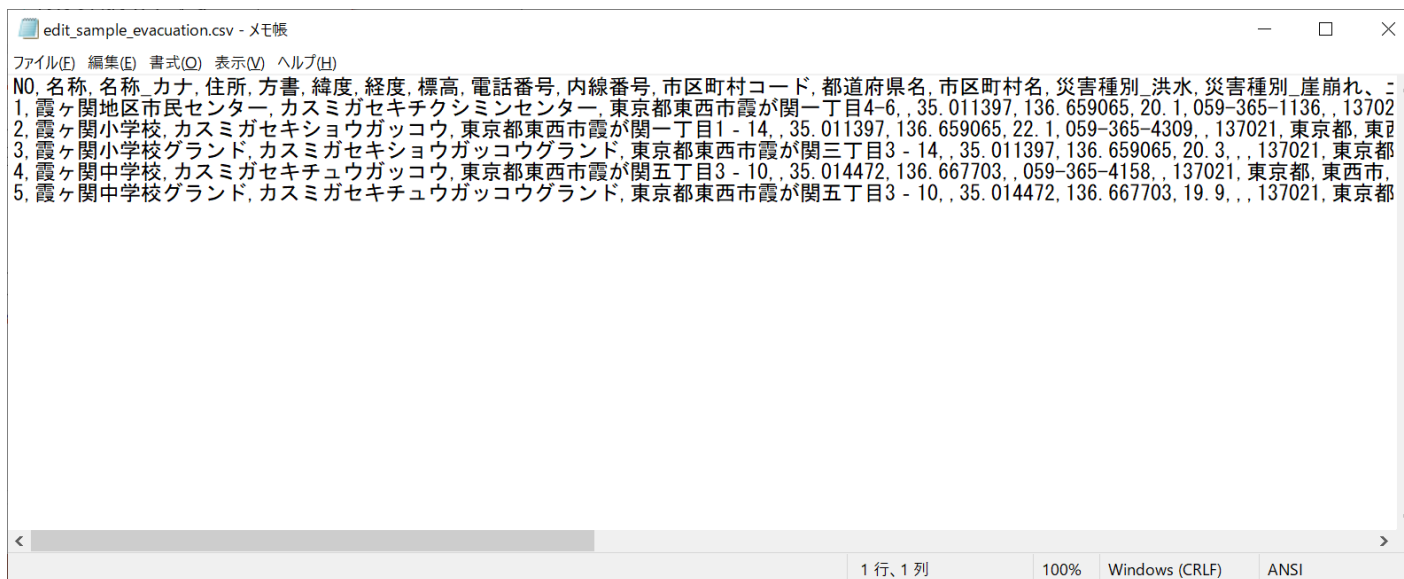 edit_sample_evacuation.csv - メモ帳
ファイル(F) 編集(E) 書式(O) 表示(V) ヘルプ(H)
NO,名称,名称_カナ,住所,方書,緯度,経度,標高,電話番号,内線番号,市区町村コード,都道府県名,市区町村名,災害種別_洪水,災害種別_崖崩れ、
1,霞ヶ関地区市民センター,カスミガセキチクシミンセンター,東京都東西市霞が関一丁目4−6,,35.011397,136.659065,20.1,059-365-1136,,13702
2,霞ヶ関小学校,カスミガセキショウガッコウ,東京都東西市霞が関一丁目1‐14,,35.011397,136.659065,22.1,059-365-4309,,137021,東京都,東
3,霞ヶ関小学校グランド,カスミガセキショウガッコウグランド,東京都東西市霞が関三丁目3‐14,,35.011397,136.659065,20.3,,,137021,東京都
4,霞ヶ関中学校,カスミガセキチュウガッコウ,東京都東西市霞が関五丁目3‐10,,35.014472,136.667703,,059-365-4158,,137021,東京都,東西市,
5,霞ヶ関中学校グランド,カスミガセキチュウガッコウグランド,東京都東西市霞が関五丁目3‐10,,35.014472,136.667703,19.9,,,137021,東京都
1 行、1 列 100% Windows (CRLF) ANSI